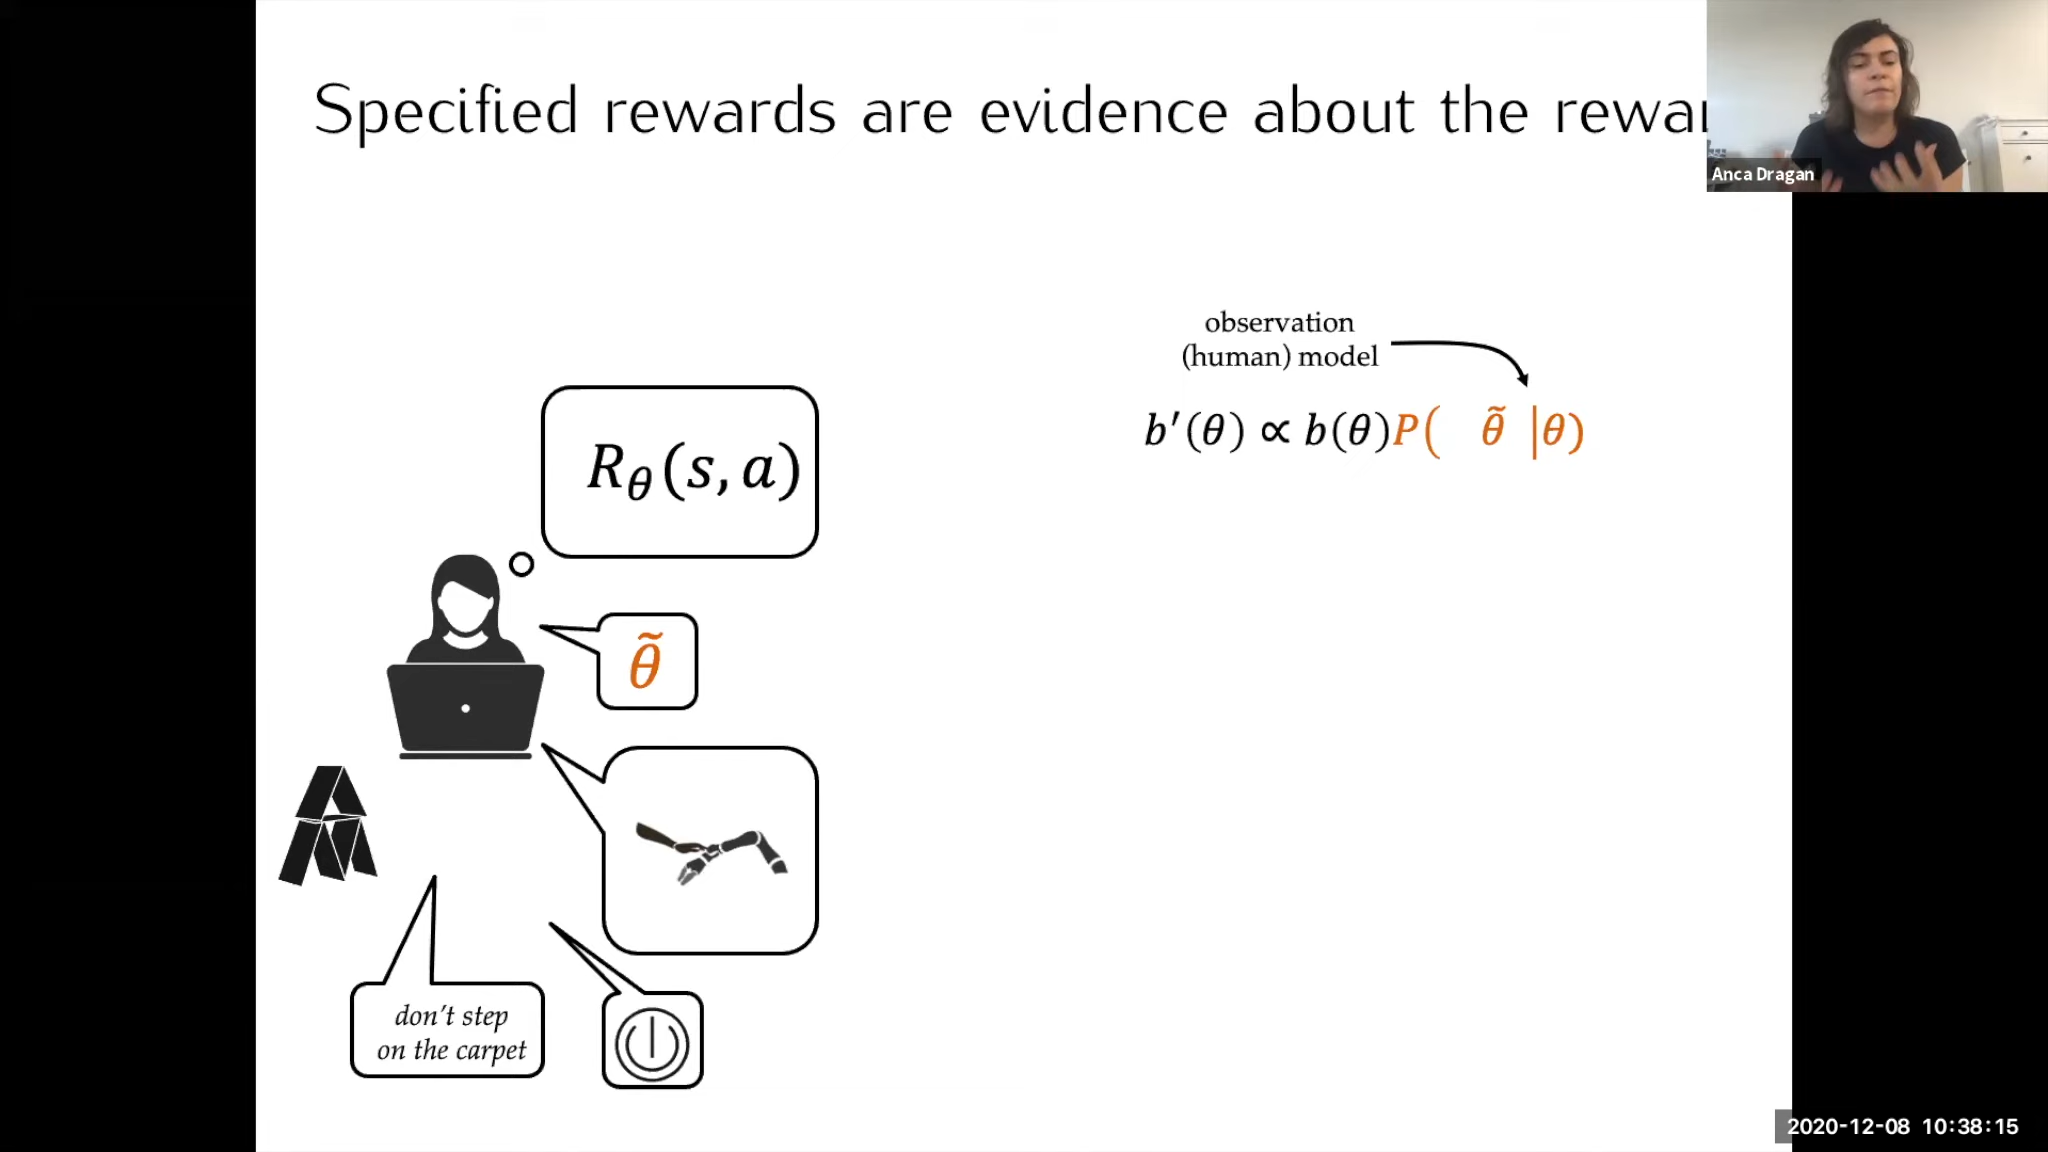 Specified rewards are evidence about the rewar
Anca Dragan
observation
(human) model
b′(θ) ∝ b(θ)P( θ̃ |θ)
R_θ(s, a)
θ̃
don't step
on the carpet
2020-12-08 10:38:15